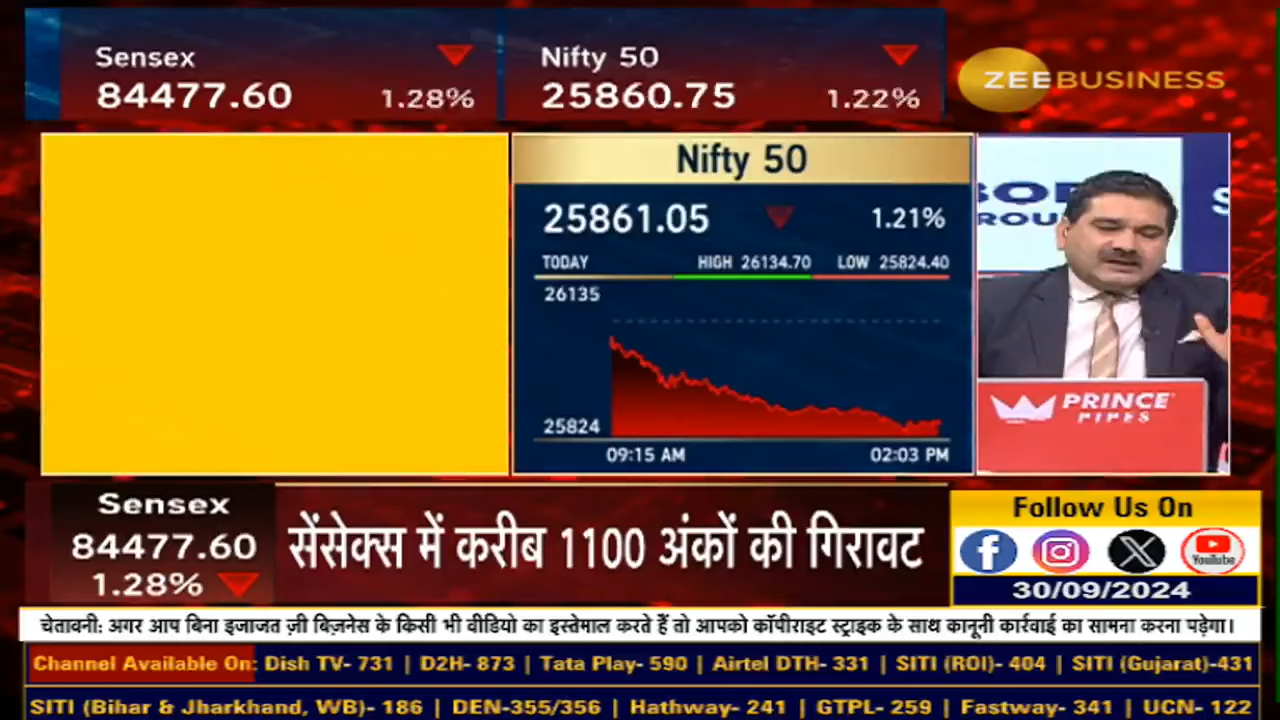 Sensex
84477.60 1.28%
Nifty 50
25860.75 1.22%
ZEEBUSINESS
Nifty 50
25861.05 1.21%
TODAY HIGH 26134.70 LOW 25824.40
26135
25824
09:15 AM 02:03 PM
PRINCE
PIPES
Sensex
84477.60
1.28%
सेंसेक्स में करीब 1100 अंकों की गिरावट
Follow Us On
YouTube
30/09/2024
चेतावनी: अगर आप बिना इजाजत ज़ी बिज़नेस के किसी भी वीडियो का इस्तेमाल करते हैं तो आपको कॉपीराइट स्ट्राइक के साथ कानूनी कार्रवाई का सामना करना पड़ेगा।
Channel Available On: Dish TV- 731 | D2H- 873 | Tata Play- 590 | Airtel DTH- 331 | SITI (ROI)- 404 | SITI (Gujarat)-431
SITI (Bihar & Jharkhand, WB)- 186 | DEN-355/356 | Hathway- 241 | GTPL- 259 | Fastway- 341 | UCN- 122